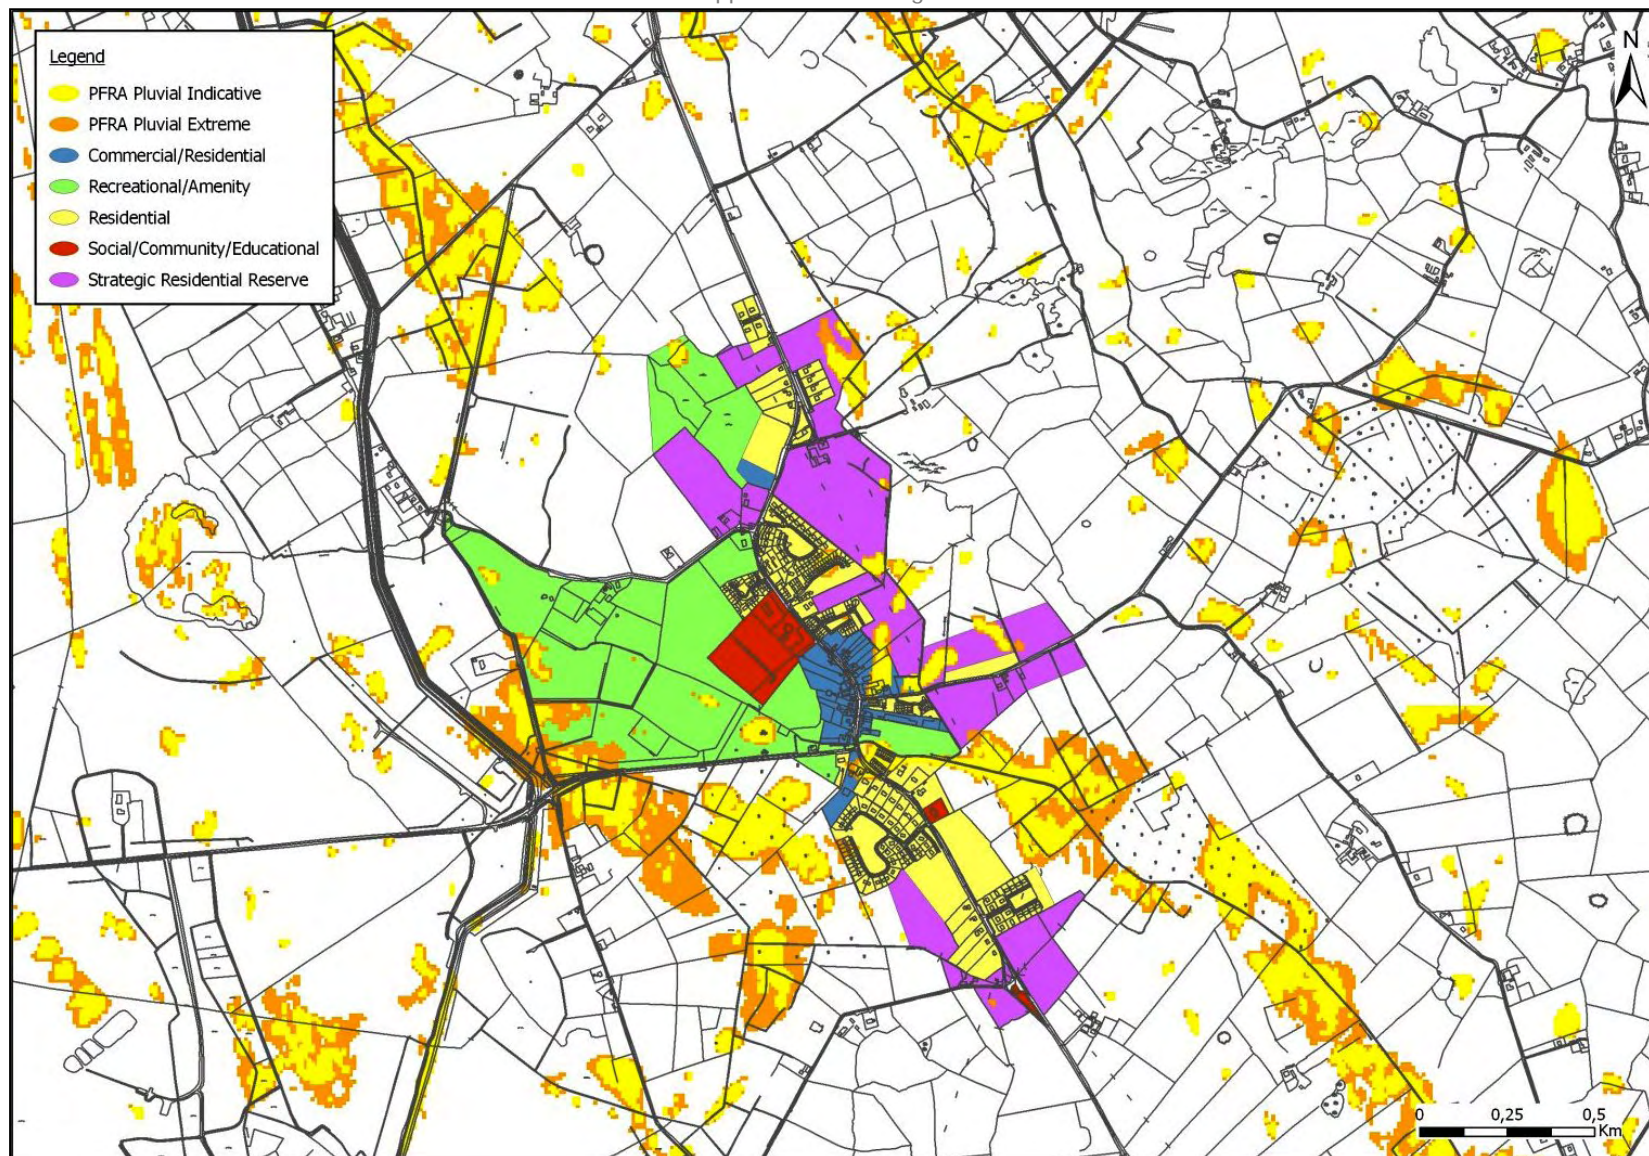 Legend
PFRA Pluvial Indicative
PFRA Pluvial Extreme
Commercial/Residential
Recreational/Amenity
Residential
Social/Community/Educational
Strategic Residential Reserve
N
0 0,25 0,5
Km